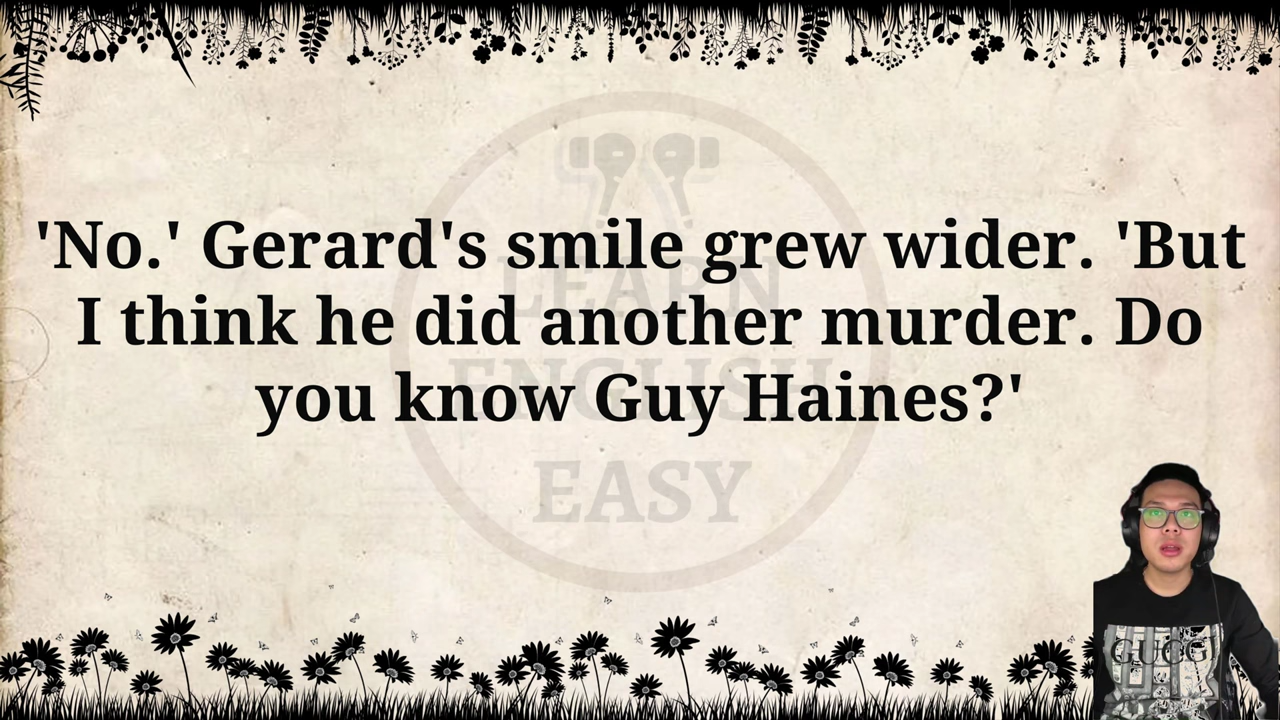 'No.' Gerard's smile grew wider. 'But
I think he did another murder. Do
you know Guy Haines?'
LEARN
ENGLISH
EASY
GUCCI